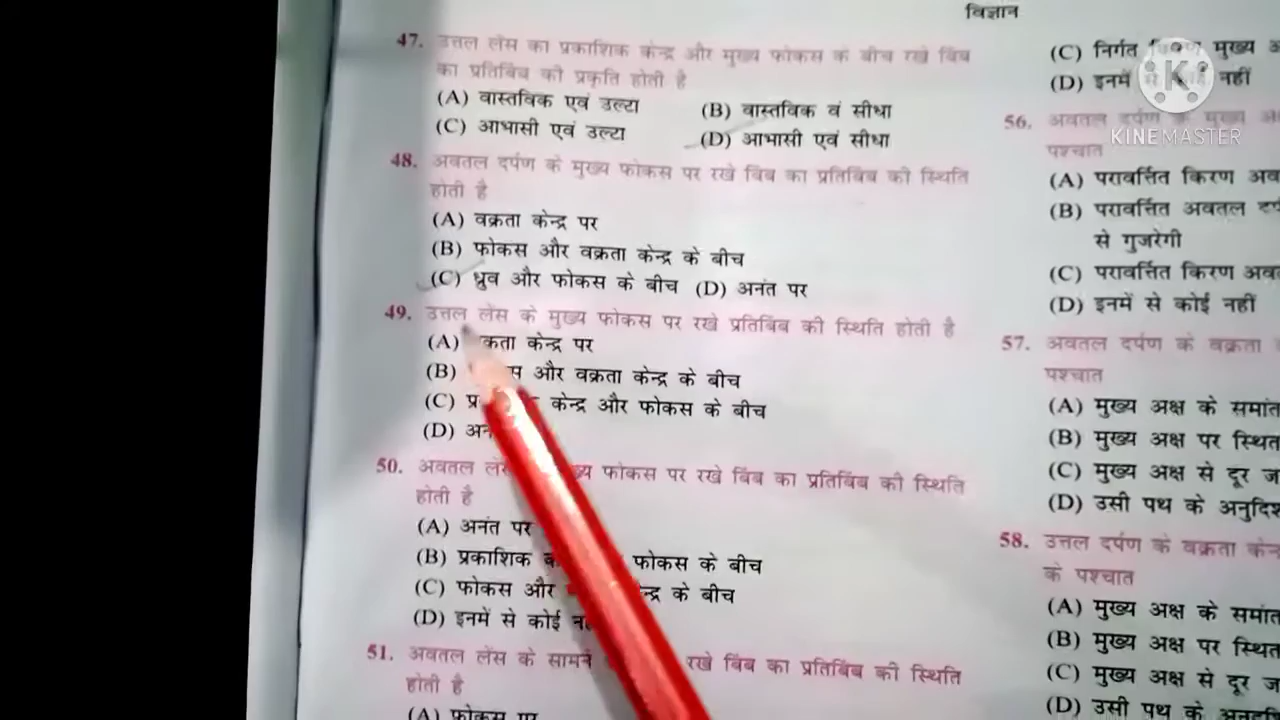 विज्ञान
47. उत्तल लेंस का प्रकाशिक केन्द्र और मुख्य फोकस के बीच रखे बिंब
का प्रतिबिंब की प्रकृति होती है
(A) वास्तविक एवं उल्टा (B) वास्तविक वं सीधा
(C) आभासी एवं उल्टा (D) आभासी एवं सीधा
48. अवतल दर्पण के मुख्य फोकस पर रखे बिंब का प्रतिबिंब की स्थिति
होती है
(A) वक्रता केन्द्र पर
(B) फोकस और वक्रता केन्द्र के बीच
(C) ध्रुव और फोकस के बीच (D) अनंत पर
49. उत्तल लेंस के मुख्य फोकस पर रखे प्रतिबिंब की स्थिति होती है
(A) केन्द्र पर
(B) और वक्रता केन्द्र के बीच
(C) केन्द्र और फोकस के बीच
(D)
50. अवतल फोकस पर रखे बिंब का प्रतिबिंब की स्थिति
होती है
(A) अनंत पर
(B) प्रकाशिक फोकस के बीच
(C) फोकस और के बीच
(D) इनमें से कोई
51. अवतल लेंस के सामने रखे बिंब का प्रतिबिंब की स्थिति
होती है
(A) फोकस पर
(C) निर्गत मुख्य
(D) इनमें से नहीं
56. अवतल दर्पण के मुख्य
पश्चात
(A) परावर्त्तित किरण
(B) परावर्त्तित अवतल
से गुजरेगी
(C) परावर्त्तित किरण
(D) इनमें से कोई नहीं
57. अवतल दर्पण के वक्रता
पश्चात
(A) मुख्य अक्ष के
(B) मुख्य अक्ष पर
(C) मुख्य अक्ष से दूर
(D) उसी पथ के
58. उत्तल दर्पण के वक्रता
के पश्चात
(A) मुख्य अक्ष के
(B) मुख्य अक्ष पर
(C) मुख्य अक्ष से दूर
(D) उसी पथ के
K
KINEMASTER